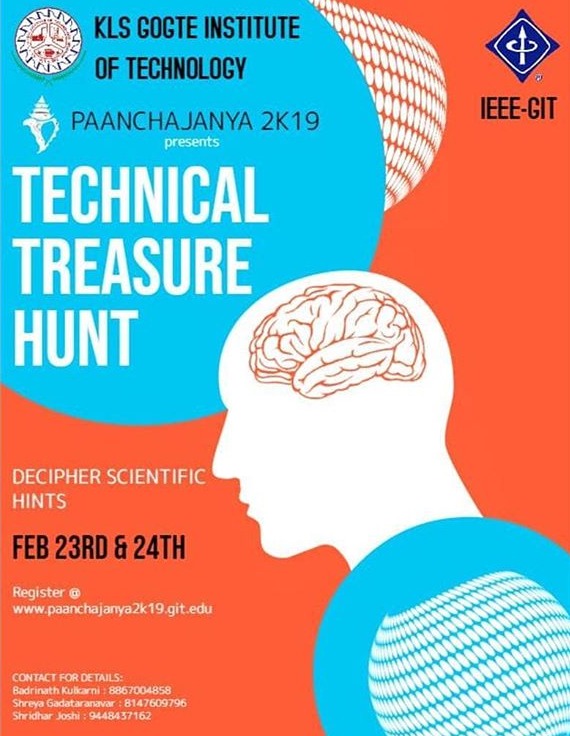 KLS GOGTE INSTITUTE
OF TECHNOLOGY
IEEE-GIT
PAANCHAJANYA 2K19
presents
TECHNICAL
TREASURE
HUNT
DECIPHER SCIENTIFIC
HINTS
FEB 23RD & 24TH
Register @
www.paanchajanya2k19.git.edu
CONTACT FOR DETAILS:
Badrinath Kulkarni : 8867004858
Shreya Gadataranavar : 8147609796
Shridhar Joshi : 9448437162